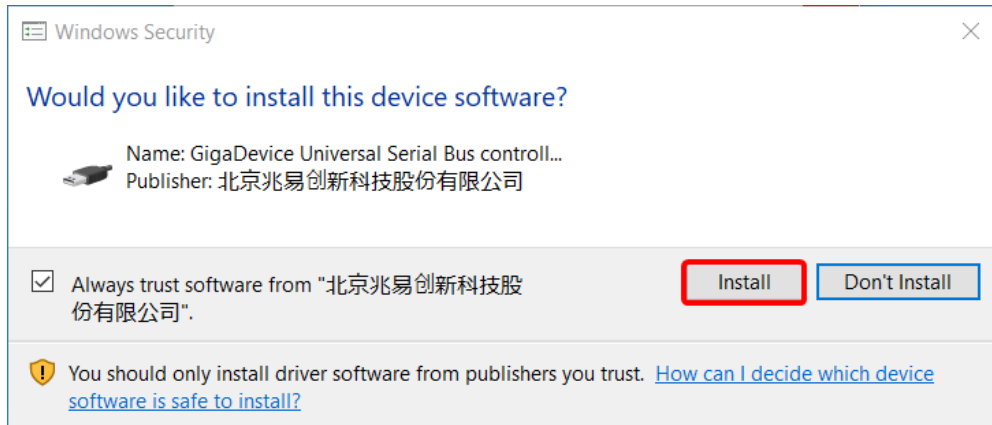 Windows Security
Would you like to install this device software?
Name: GigaDevice Universal Serial Bus controll...
Publisher: 北京兆易创新科技股份有限公司
Always trust software from "北京兆易创新科技股
份有限公司".
Install
Don't Install
You should only install driver software from publishers you trust. How can I decide which device
software is safe to install?